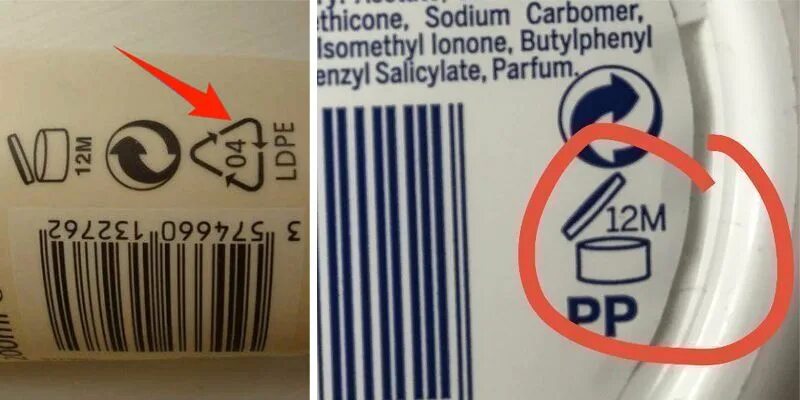 12M
04
LDPE
3 574660 132762
thicone, Sodium Carbomer,
Isomethyl Ionone, Butylphenyl
enzyl Salicylate, Parfum.
12M
PP